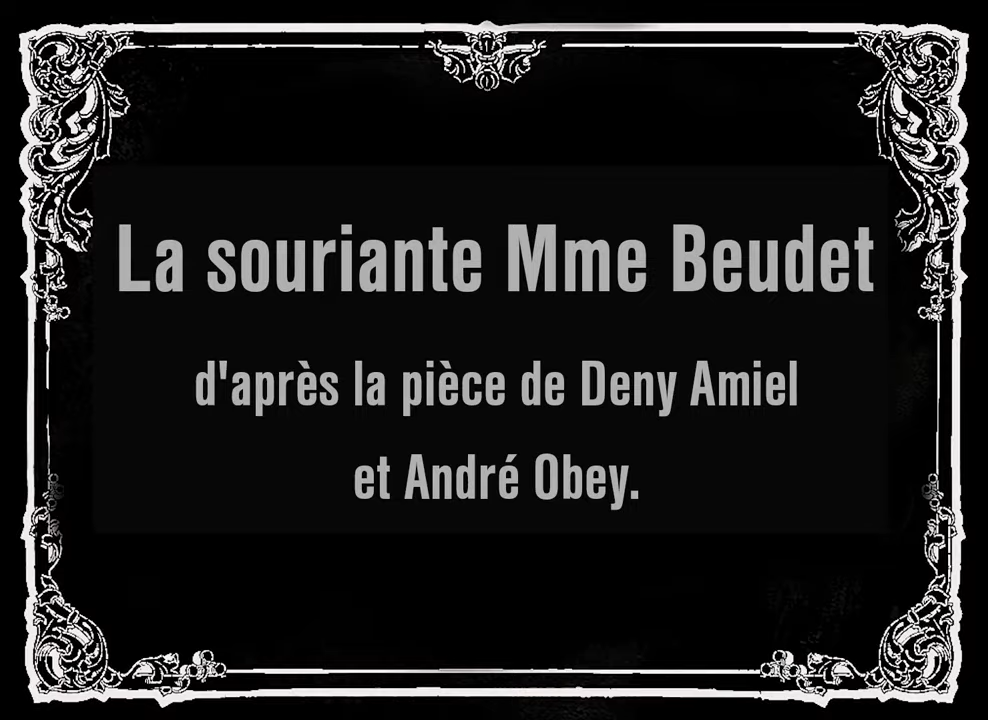 La souriante Mme Beudet
d'après la pièce de Deny Amiel
et André Obey.